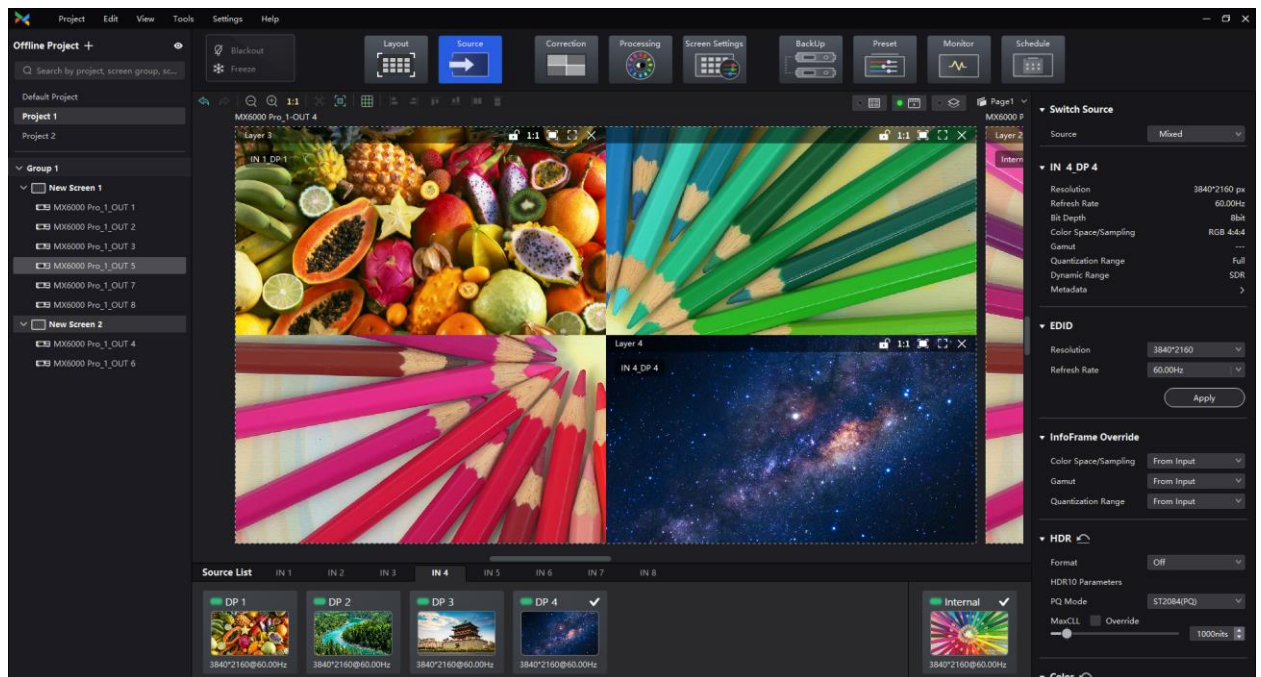 Project Edit View Tools Settings Help
Offline Project +
Search by project, screen group, sc...
Default Project
Project 1
Project 2
Group 1
New Screen 1
MX6000 Pro_1_OUT 1
MX6000 Pro_1_OUT 2
MX6000 Pro_1_OUT 3
MX6000 Pro_1_OUT 5
MX6000 Pro_1_OUT 7
MX6000 Pro_1_OUT 8
New Screen 2
MX6000 Pro_1_OUT 4
MX6000 Pro_1_OUT 6
Blackout
Freeze
Layout Source Correction Processing Screen Settings BackUp Preset Monitor Schedule
1:1 Page1
MX6000 Pro_1-OUT 4 MX6000 P
Layer 3 1:1 1:1 Layer 2
IN 1_DP 1 Intern
Layer 4 1:1
IN 4_DP 4
Source List IN 1 IN 2 IN 3 IN 4 IN 5 IN 6 IN 7 IN 8
DP 1 DP 2 DP 3 DP 4 Internal
3840*2160@60.00Hz 3840*2160@60.00Hz 3840*2160@60.00Hz 3840*2160@60.00Hz 3840*2160@60.00Hz
Switch Source
Source Mixed
IN 4_DP 4
Resolution 3840*2160 px
Refresh Rate 60.00Hz
Bit Depth 8bit
Color Space/Sampling RGB 4:4:4
Gamut ---
Quantization Range Full
Dynamic Range SDR
Metadata >
EDID
Resolution 3840*2160
Refresh Rate 60.00Hz
Apply
InfoFrame Override
Color Space/Sampling From Input
Gamut From Input
Quantization Range From Input
HDR
Format Off
HDR10 Parameters
PQ Mode ST2084(PQ)
MaxCLL Override
1000nits
Color